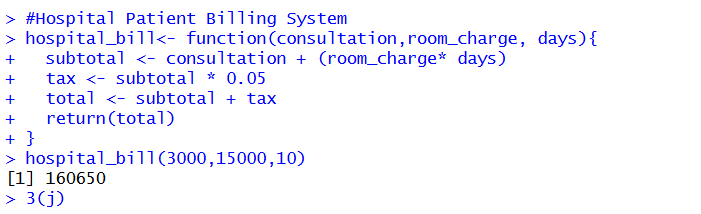 > #Hospital Patient Billing System
> hospital_bill<- function(consultation,room_charge, days){
+   subtotal <- consultation + (room_charge* days)
+   tax <- subtotal * 0.05
+   total <- subtotal + tax
+   return(total)
+ }
> hospital_bill(3000,15000,10)
[1] 160650
> 3(j)